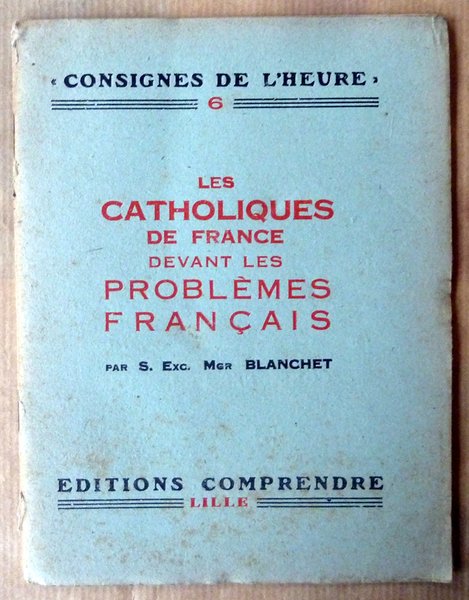 « CONSIGNES DE L'HEURE »
6
LES
CATHOLIQUES
DE FRANCE
DEVANT LES
PROBLÈMES
FRANÇAIS
PAR S. EXC. MGR BLANCHET
EDITIONS COMPRENDRE
LILLE